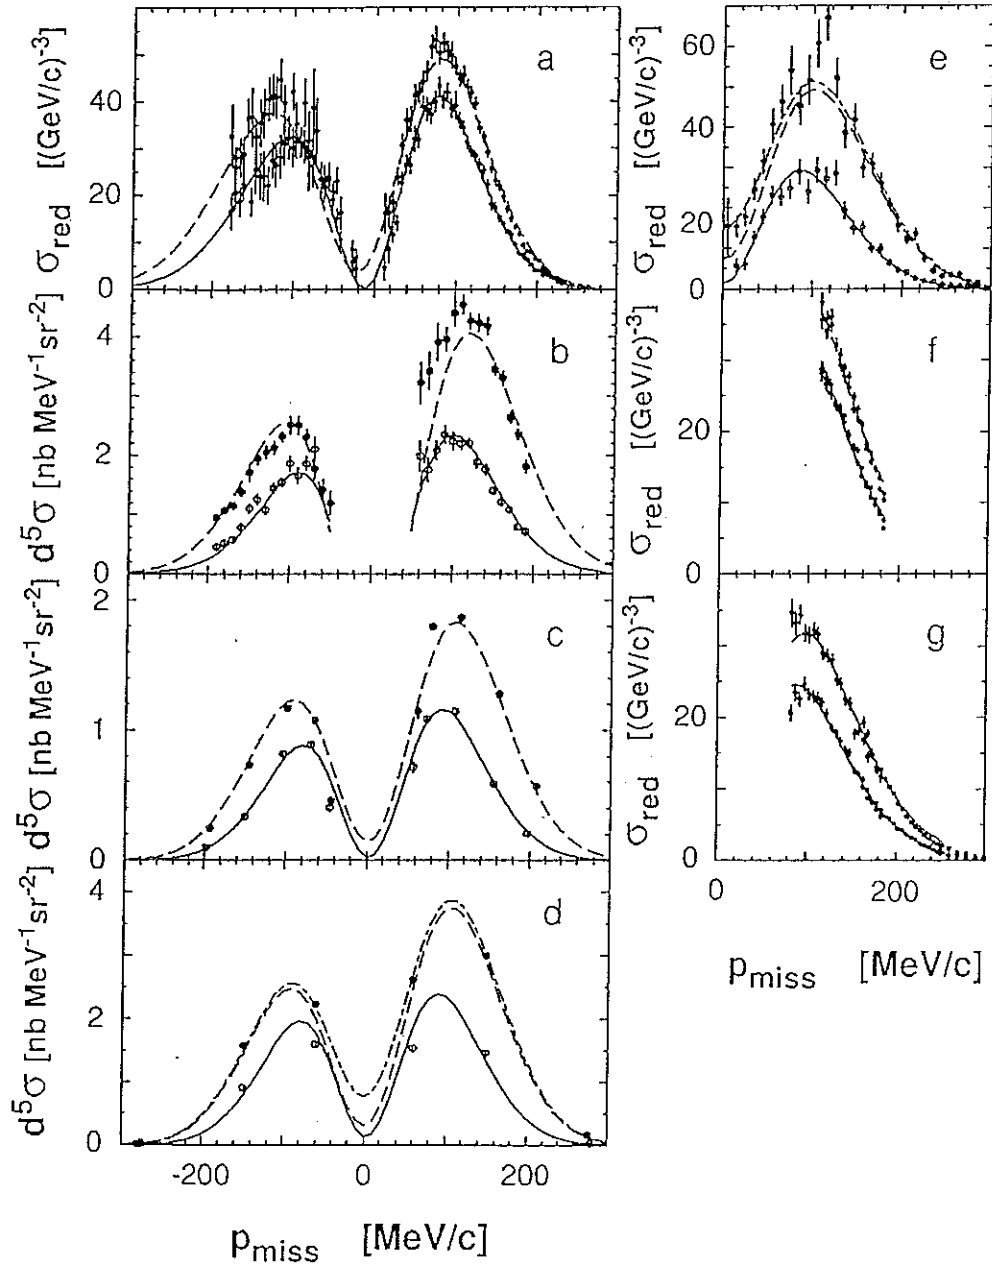 a
σred [(GeV/c)-3]
40
20
0
b
d5σ [nb MeV-1sr-2]
4
2
0
c
d5σ [nb MeV-1sr-2]
2
1
0
d
d5σ [nb MeV-1sr-2]
4
2
0
-200 0 200
pmiss [MeV/c]
e
σred [(GeV/c)-3]
60
40
20
0
f
σred [(GeV/c)-3]
20
0
g
σred [(GeV/c)-3]
20
0
0 200
pmiss [MeV/c]